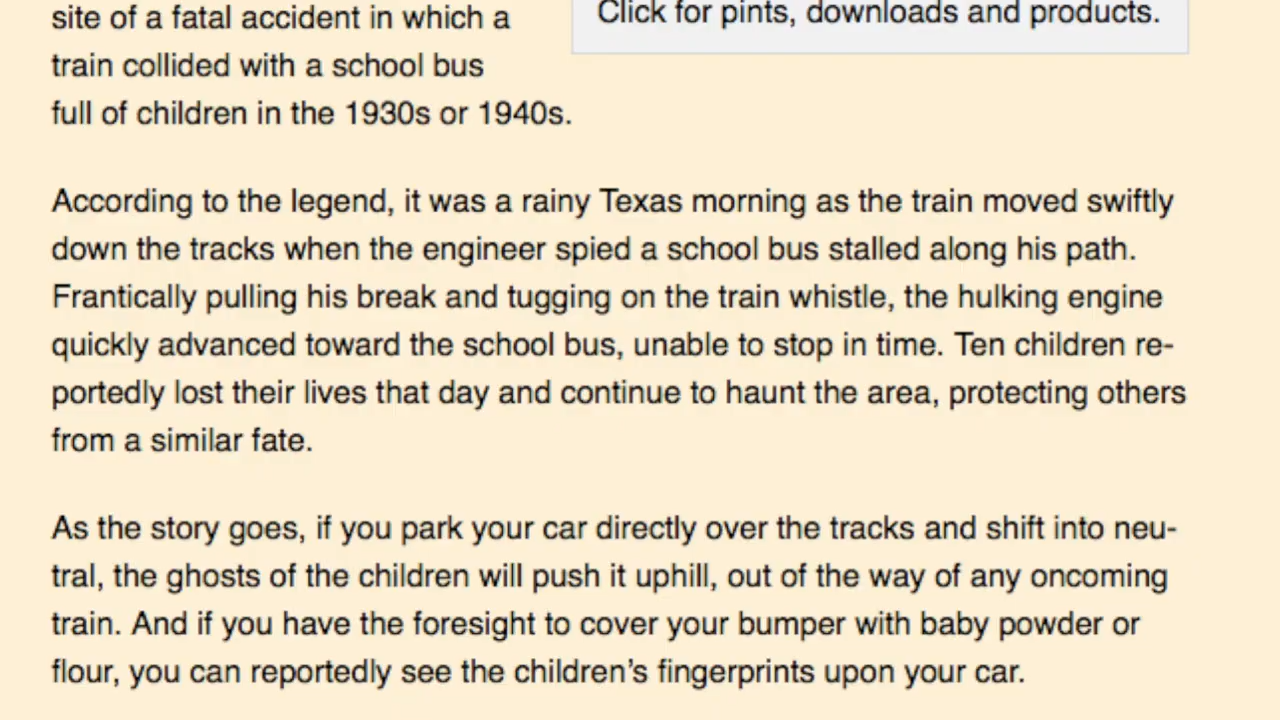 site of a fatal accident in which a
Click for pints, downloads and products.
train collided with a school bus
full of children in the 1930s or 1940s.
According to the legend, it was a rainy Texas morning as the train moved swiftly
down the tracks when the engineer spied a school bus stalled along his path.
Frantically pulling his break and tugging on the train whistle, the hulking engine
quickly advanced toward the school bus, unable to stop in time. Ten children re-
portedly lost their lives that day and continue to haunt the area, protecting others
from a similar fate.
As the story goes, if you park your car directly over the tracks and shift into neu-
tral, the ghosts of the children will push it uphill, out of the way of any oncoming
train. And if you have the foresight to cover your bumper with baby powder or
flour, you can reportedly see the children’s fingerprints upon your car.